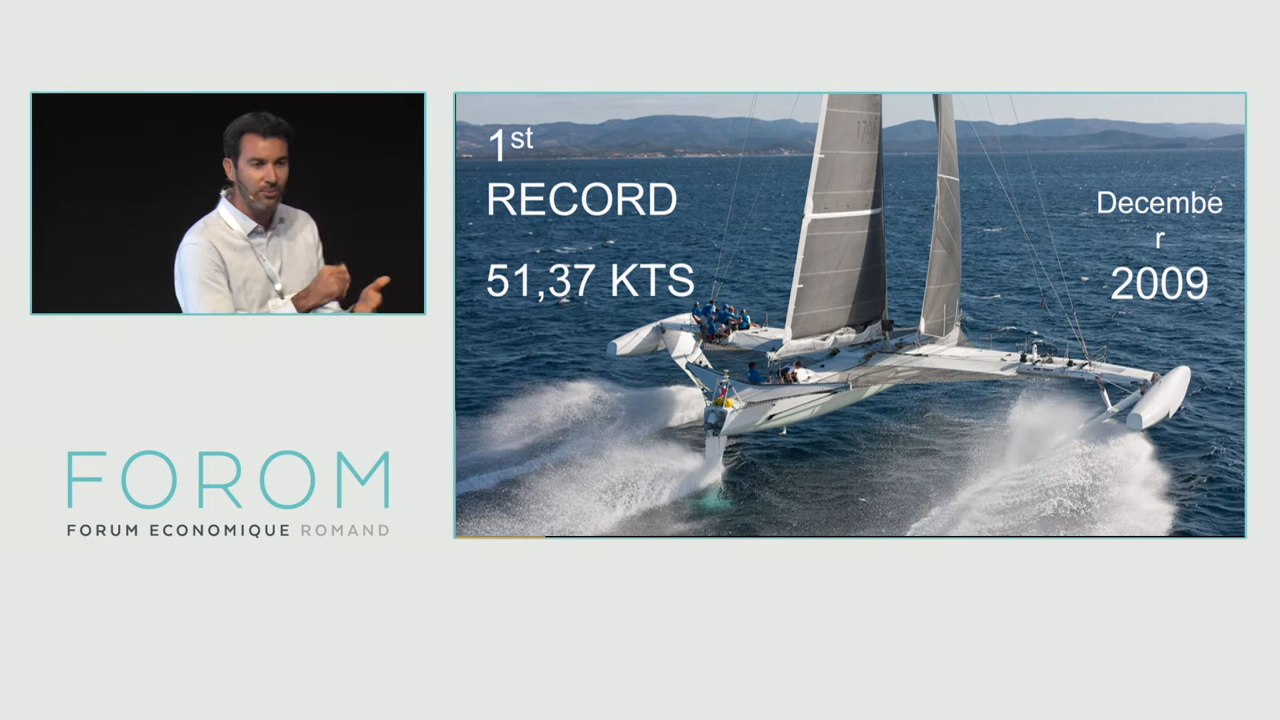 1st
RECORD
51,37 KTS
Decembe
r
2009
FOROM
FORUM ECONOMIQUE ROMAND